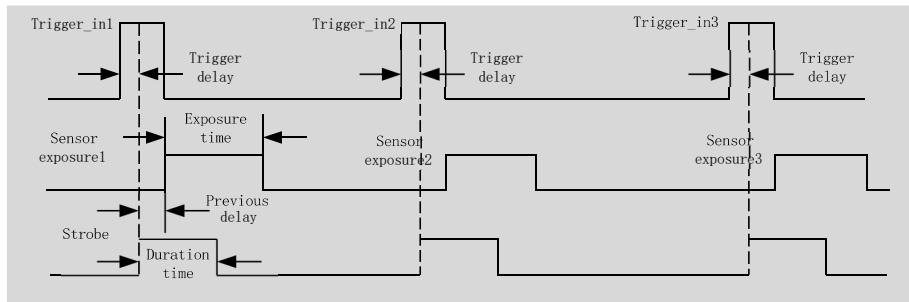 Trigger_in1
Trigger_in2
Trigger_in3
Trigger
delay
Trigger
delay
Trigger
delay
Exposure
time
Sensor
exposure1
Sensor
exposure2
Sensor
exposure3
Previous
delay
Strobe
Duration
time